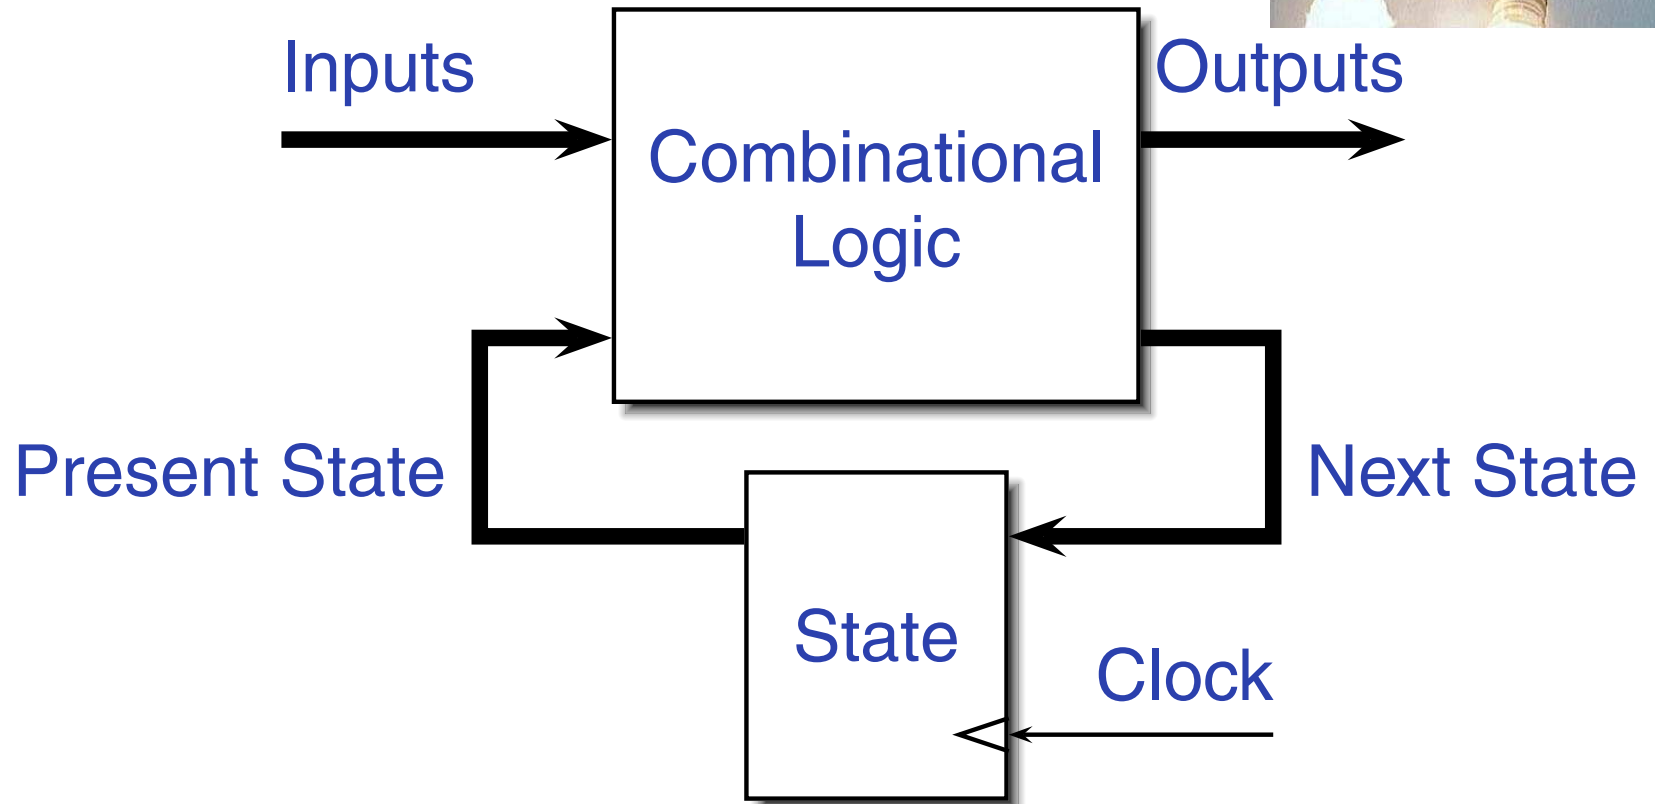 Inputs
Outputs
Combinational
Logic
Present State
Next State
State
Clock